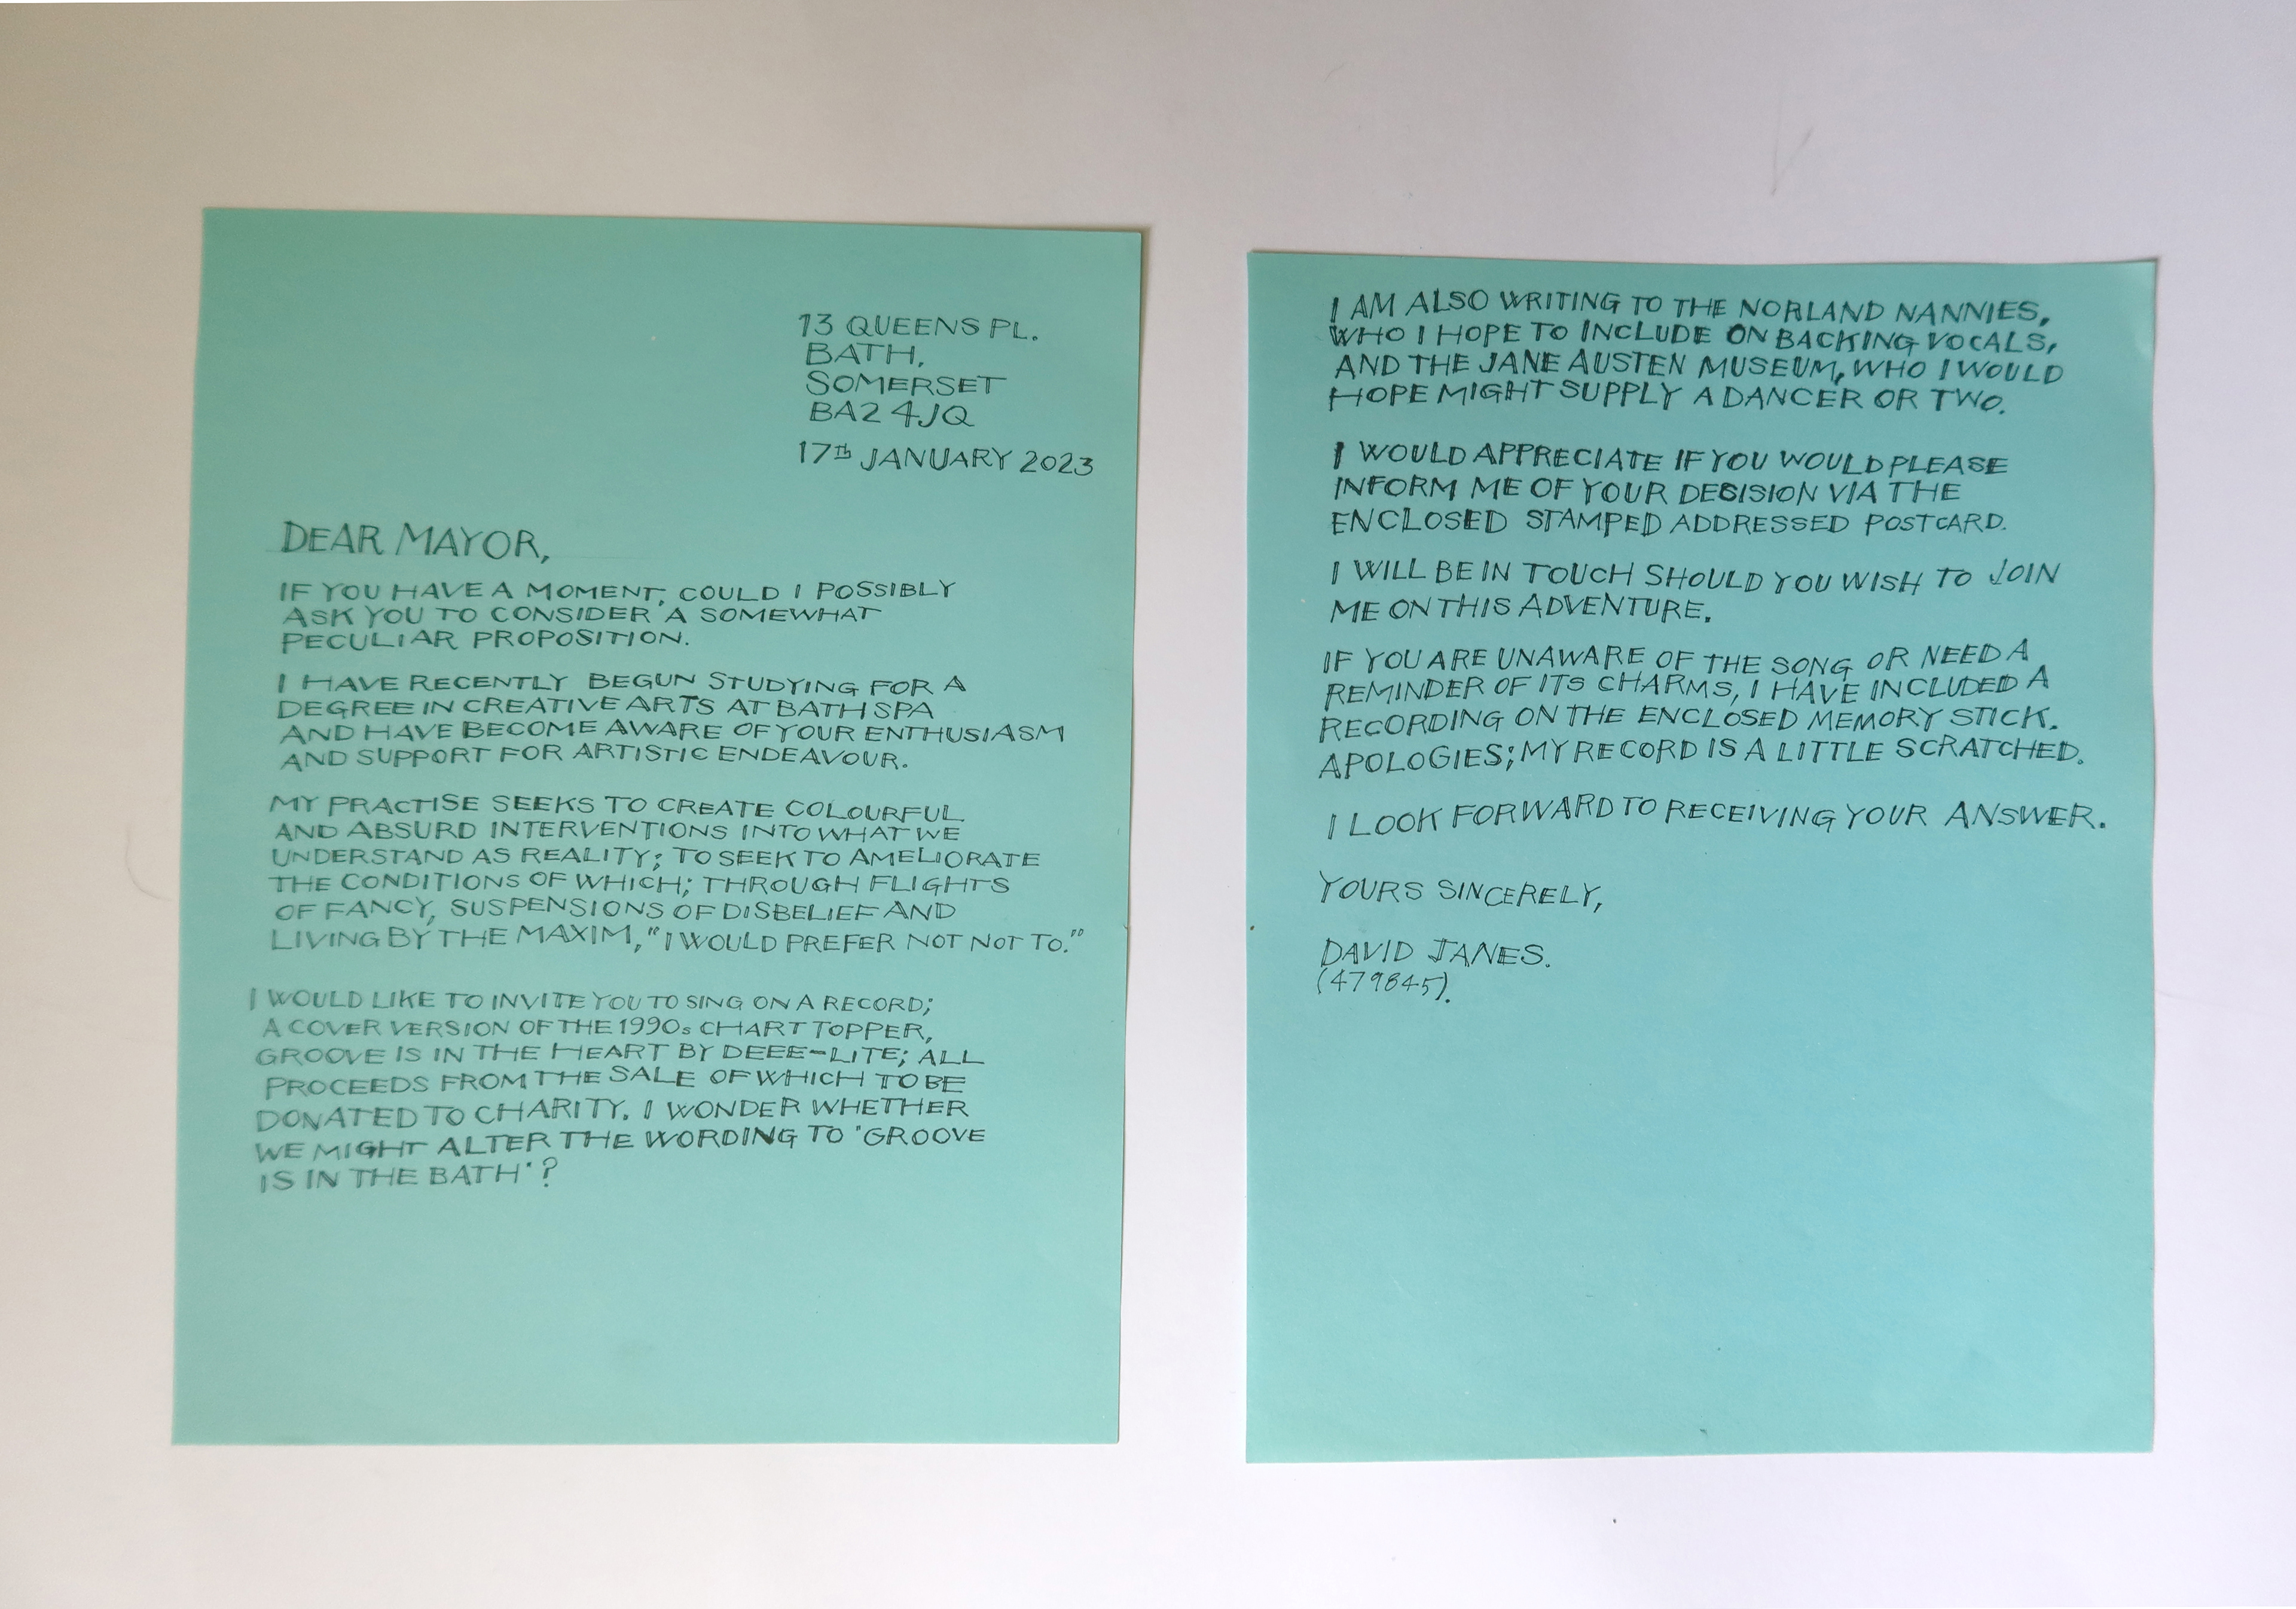 13 QUEENS PL.
BATH,
SOMERSET
BA2 4JQ
17th JANUARY 2023
DEAR MAYOR,
IF YOU HAVE A MOMENT, COULD I POSSIBLY
ASK YOU TO CONSIDER A SOMEWHAT
PECULIAR PROPOSITION.
I HAVE RECENTLY BEGUN STUDYING FOR A
DEGREE IN CREATIVE ARTS AT BATH SPA
AND HAVE BECOME AWARE OF YOUR ENTHUSIASM
AND SUPPORT FOR ARTISTIC ENDEAVOUR.
MY PRACTISE SEEKS TO CREATE COLOURFUL
AND ABSURD INTERVENTIONS INTO WHAT WE
UNDERSTAND AS REALITY; TO SEEK TO AMELIORATE
THE CONDITIONS OF WHICH; THROUGH FLIGHTS
OF FANCY, SUSPENSIONS OF DISBELIEF AND
LIVING BY THE MAXIM, "I WOULD PREFER NOT NOT TO."
I WOULD LIKE TO INVITE YOU TO SING ON A RECORD;
A COVER VERSION OF THE 1990s CHART TOPPER,
GROOVE IS IN THE HEART BY DEEE-LITE; ALL
PROCEEDS FROM THE SALE OF WHICH TO BE
DONATED TO CHARITY. I WONDER WHETHER
WE MIGHT ALTER THE WORDING TO 'GROOVE
IS IN THE BATH'?
I AM ALSO WRITING TO THE NORLAND NANNIES,
WHO I HOPE TO INCLUDE ON BACKING VOCALS,
AND THE JANE AUSTEN MUSEUM, WHO I WOULD
HOPE MIGHT SUPPLY A DANCER OR TWO.
I WOULD APPRECIATE IF YOU WOULD PLEASE
INFORM ME OF YOUR DECISION VIA THE
ENCLOSED STAMPED ADDRESSED POSTCARD.
I WILL BE IN TOUCH SHOULD YOU WISH TO JOIN
ME ON THIS ADVENTURE.
IF YOU ARE UNAWARE OF THE SONG OR NEED A
REMINDER OF ITS CHARMS, I HAVE INCLUDED A
RECORDING ON THE ENCLOSED MEMORY STICK.
APOLOGIES; MY RECORD IS A LITTLE SCRATCHED.
I LOOK FORWARD TO RECEIVING YOUR ANSWER.
YOURS SINCERELY,
DAVID JANES.
(479845).